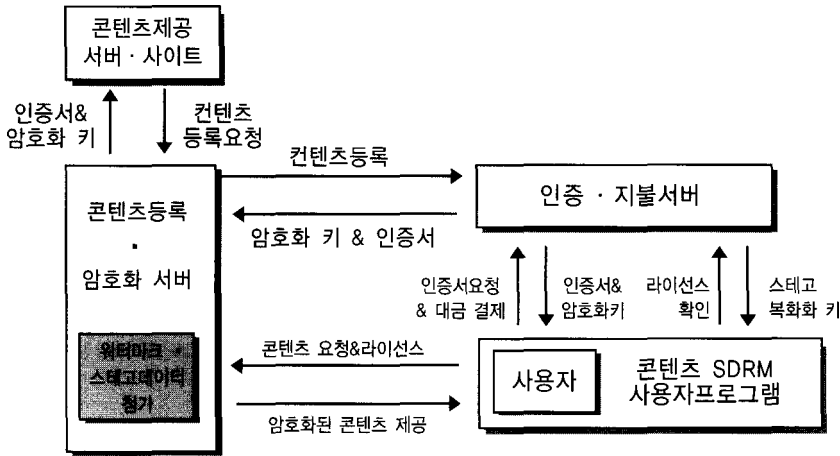 콘텐츠제공
서버 · 사이트
인증서&
암호화 키
컨텐츠
등록요청
컨텐츠등록
인증 · 지불서버
콘텐츠등록
·
암호화 서버
암호화 키 & 인증서
인증서요청
& 대금 결제
인증서&
암호화키
라이선스
확인
스테고
복화화 키
워터마크 ·
스테고데이터
첨가
콘텐츠 요청&라이선스
사용자
콘텐츠 SDRM
사용자프로그램
암호화된 콘텐츠 제공